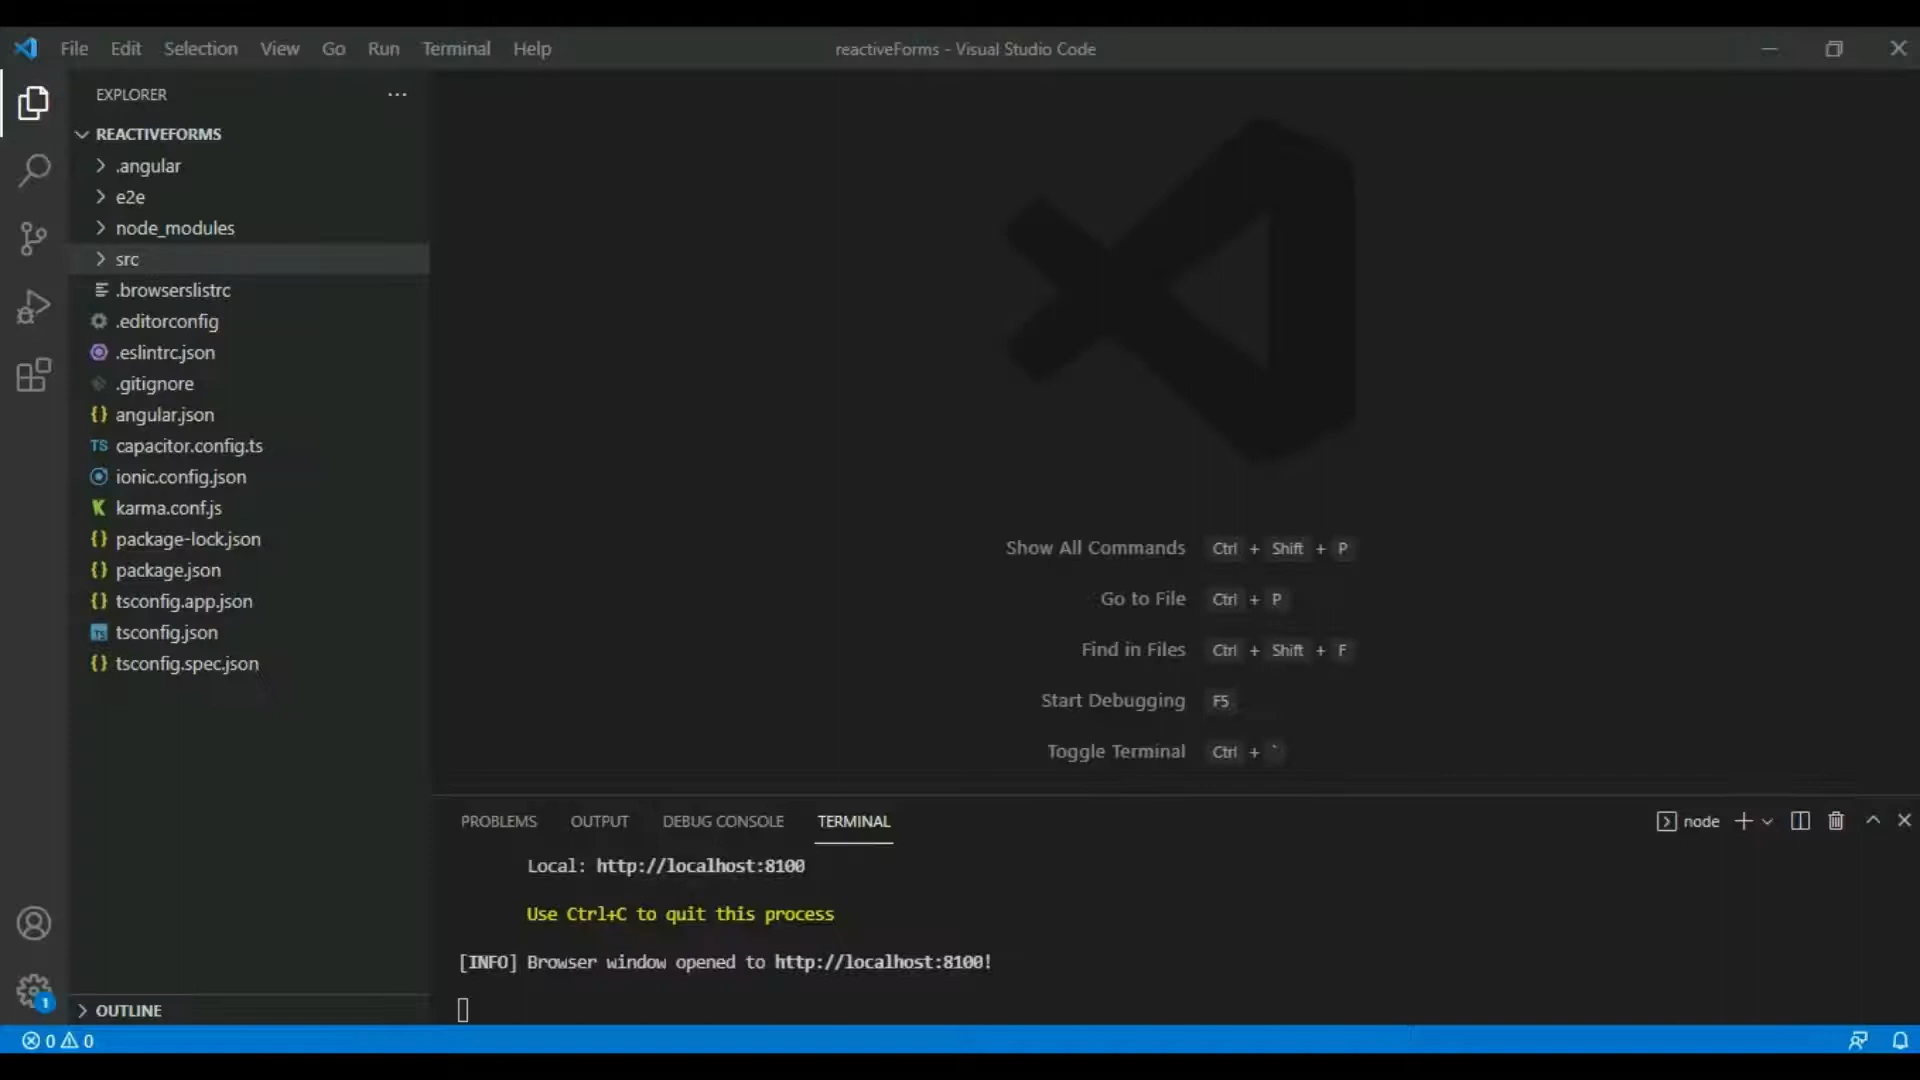 File Edit Selection View Go Run Terminal Help
reactiveForms - Visual Studio Code
EXPLORER
REACTIVEFORMS
.angular
e2e
node_modules
src
.browserslistrc
.editorconfig
.eslintrc.json
.gitignore
angular.json
TS capacitor.config.ts
ionic.config.json
karma.conf.js
{} package-lock.json
{} package.json
{} tsconfig.app.json
TS tsconfig.json
{} tsconfig.spec.json
OUTLINE
Show All Commands Ctrl + Shift + P
Go to File Ctrl + P
Find in Files Ctrl + Shift + F
Start Debugging F5
Toggle Terminal Ctrl + `
PROBLEMS OUTPUT DEBUG CONSOLE TERMINAL
node
Local: http://localhost:8100
Use Ctrl+C to quit this process
[INFO] Browser window opened to http://localhost:8100!
1
0 0